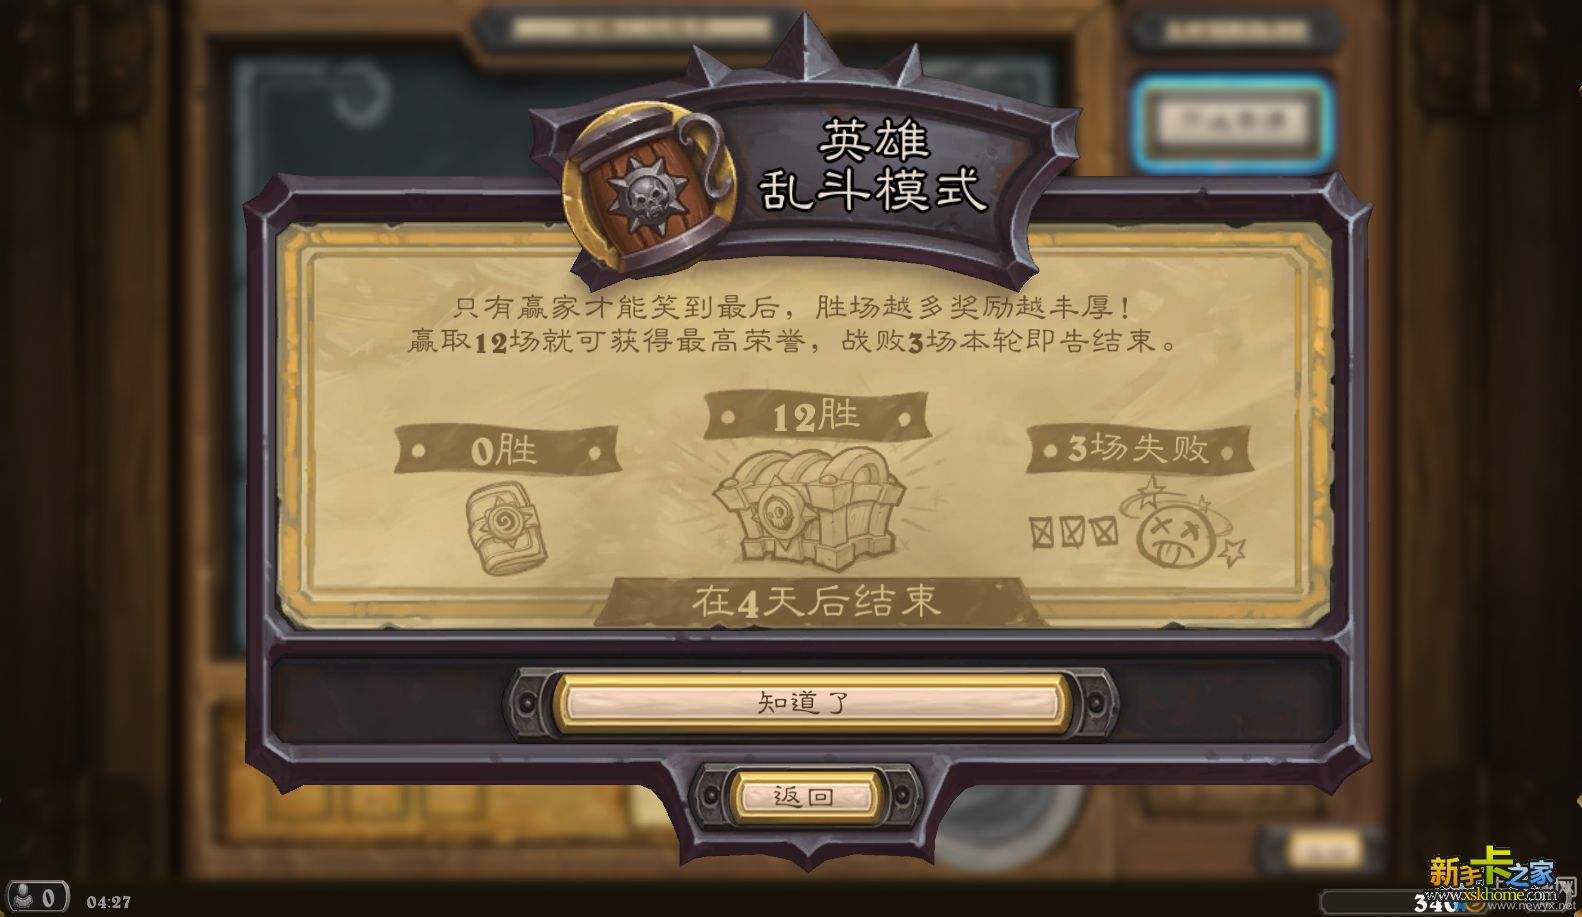 英雄
乱斗模式
只有赢家才能笑到最后，胜场越多奖励越丰厚！
赢取12场就可获得最高荣誉，战败3场本轮即告结束。
12胜
0胜
3场失败
在4天后结束
知道了
返回
0
04:27
340
新手卡之家
www.xskhome.com
www.newyx.net